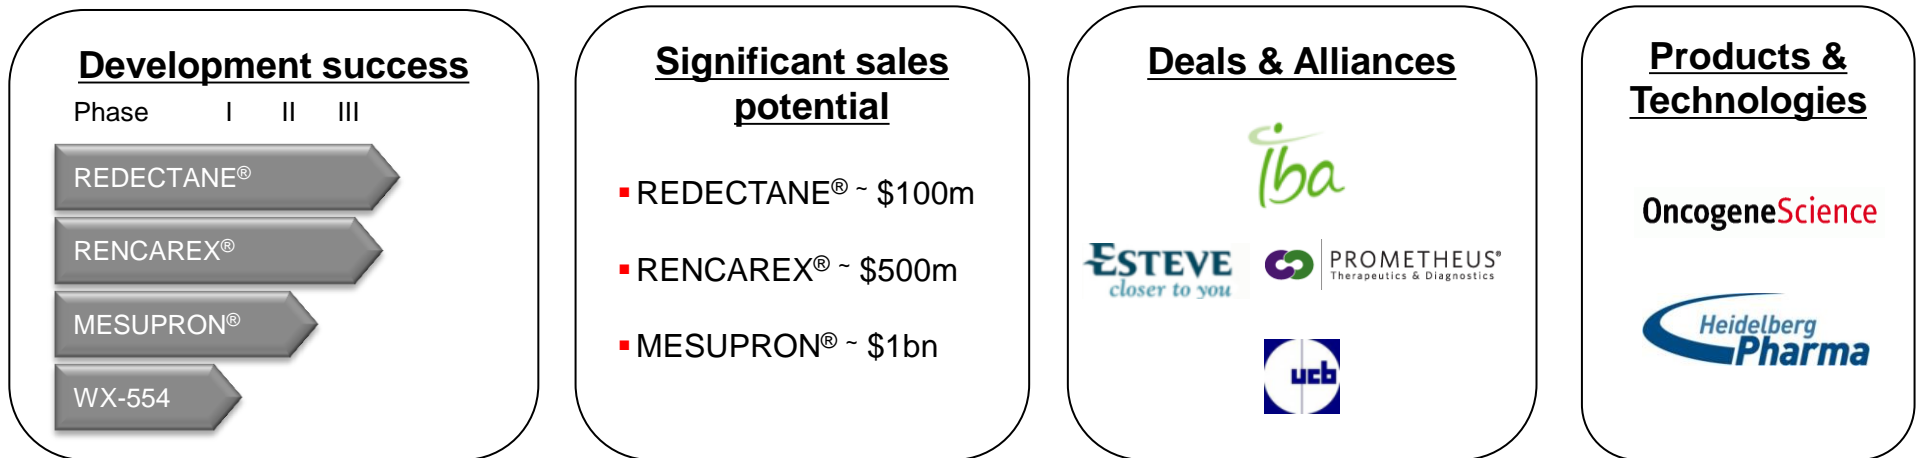 Development success
Phase I II III
REDECTANE®
RENCAREX®
MESUPRON®
WX-554
Significant sales
potential
▪ REDECTANE® ~ $100m
▪ RENCAREX® ~ $500m
▪ MESUPRON® ~ $1bn
Deals & Alliances
iba
ESTEVE
closer to you
PROMETHEUS®
Therapeutics & Diagnostics
ucb
Products &
Technologies
OncogeneScience
Heidelberg
Pharma